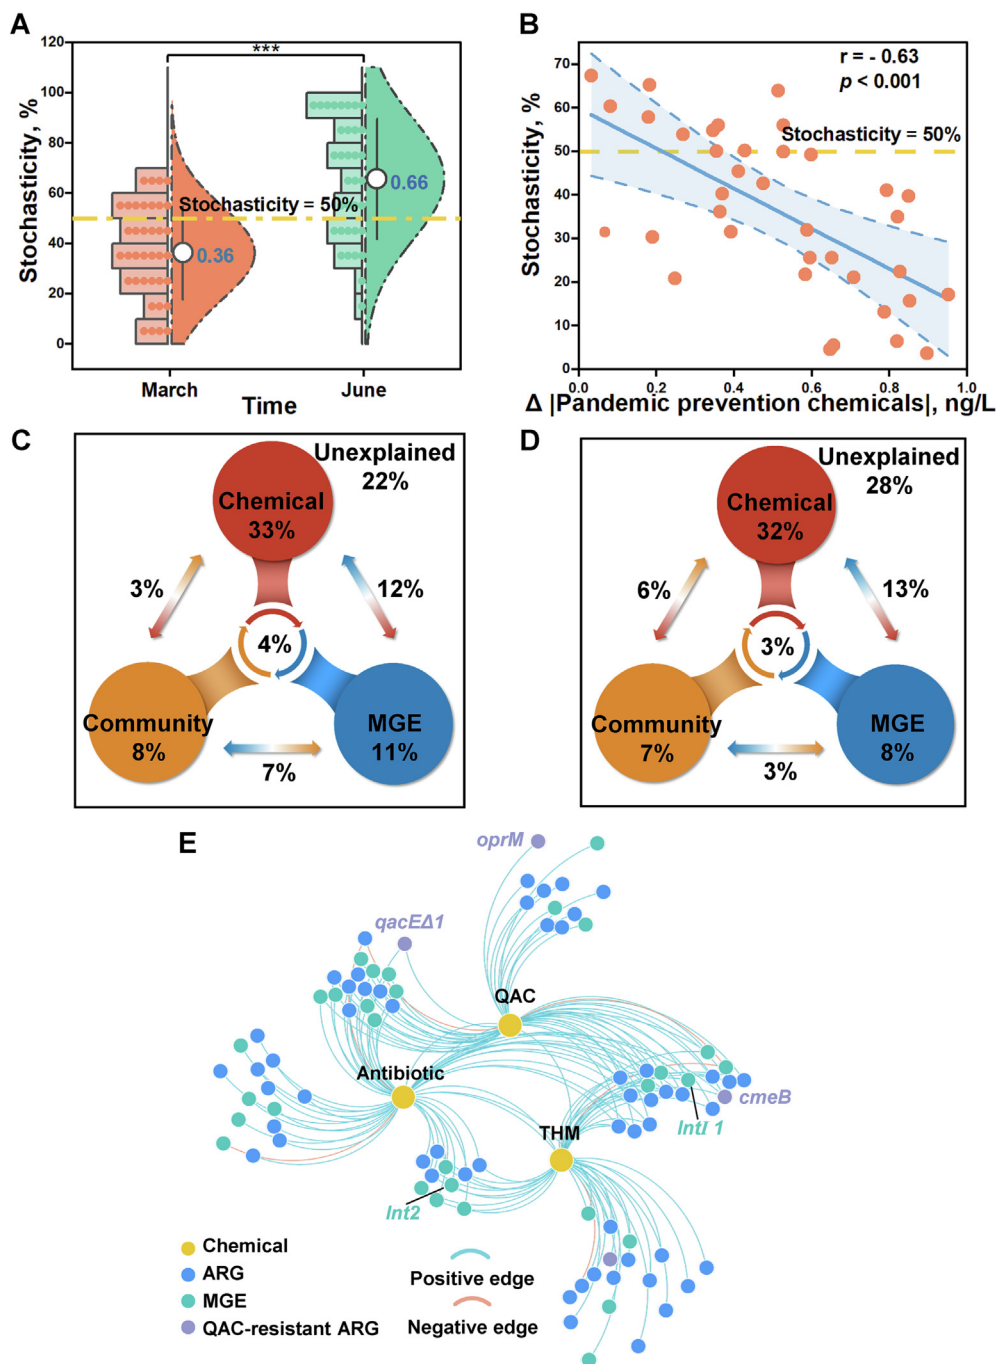 A
Stochasticity, %
120
100
80
60
40
20
0
***
0.36
Stochasticity = 50%
0.66
March
June
Time
B
Stochasticity, %
70
60
50
40
30
20
10
0
r = - 0.63
p < 0.001
Stochasticity = 50%
0.0
0.2
0.4
0.6
0.8
1.0
Δ |Pandemic prevention chemicals|, ng/L
C
Unexplained
22%
Chemical
33%
3%
12%
4%
Community
8%
MGE
11%
7%
D
Unexplained
28%
Chemical
32%
6%
13%
3%
Community
7%
MGE
8%
3%
E
oprM
qacEΔ1
QAC
Antibiotic
THM
cmeB
IntI 1
Int2
Chemical
ARG
MGE
QAC-resistant ARG
Positive edge
Negative edge